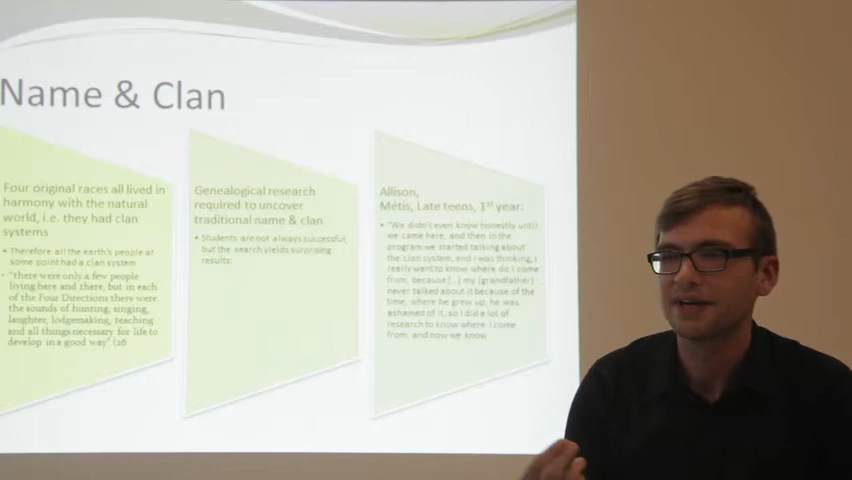 Name & Clan
Four original races all lived in
harmony with the natural
world, i.e. they had clan
systems
• Therefore all the earth's people at
some point had a clan system
• "there were only a few people
living here and there, but in each
of the Four Directions there were
the sounds of hunting, singing,
laughter, lodgemaking, teaching
and all things necessary for life to
develop in a good way" (16
Genealogical research
required to uncover
traditional name & clan
• Students are not always successful,
but the search yields surprising
results:
Allison,
Métis, Late teens, 1st year:
• "We didn't even know honestly until
we came here, and then in the
program we started talking about
the clan system, and I was thinking, I
really want to know where do I come
from, because [...] my [grandfather]
never talked about it because of the
time, where he grew up, he was
ashamed of it, so I did a lot of
research to know where I come
from, and now we know